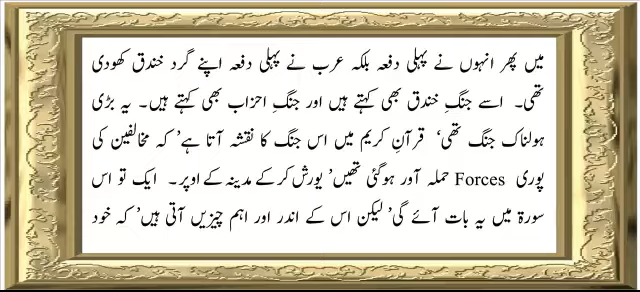 میں پھر انہوں نے پہلی دفعہ بلکہ عرب نے پہلی دفعہ اپنے گرد خندق کھودی
تھی۔ اسے جنگِ خندق بھی کہتے ہیں اور جنگِ احزاب بھی کہتے ہیں۔ یہ بڑی
ہولناک جنگ تھی‘ قرآنِ کریم میں اس جنگ کا نقشہ آتا ہے‘ کہ مخالفین کی
پوری Forces حملہ آور ہوگئی تھیں‘ یورش کر کے مدینہ کے اوپر۔ ایک تو اس
سورۃ میں یہ بات آئے گی‘ لیکن اس کے اندر اور اہم چیزیں آتی ہیں‘ کہ خود